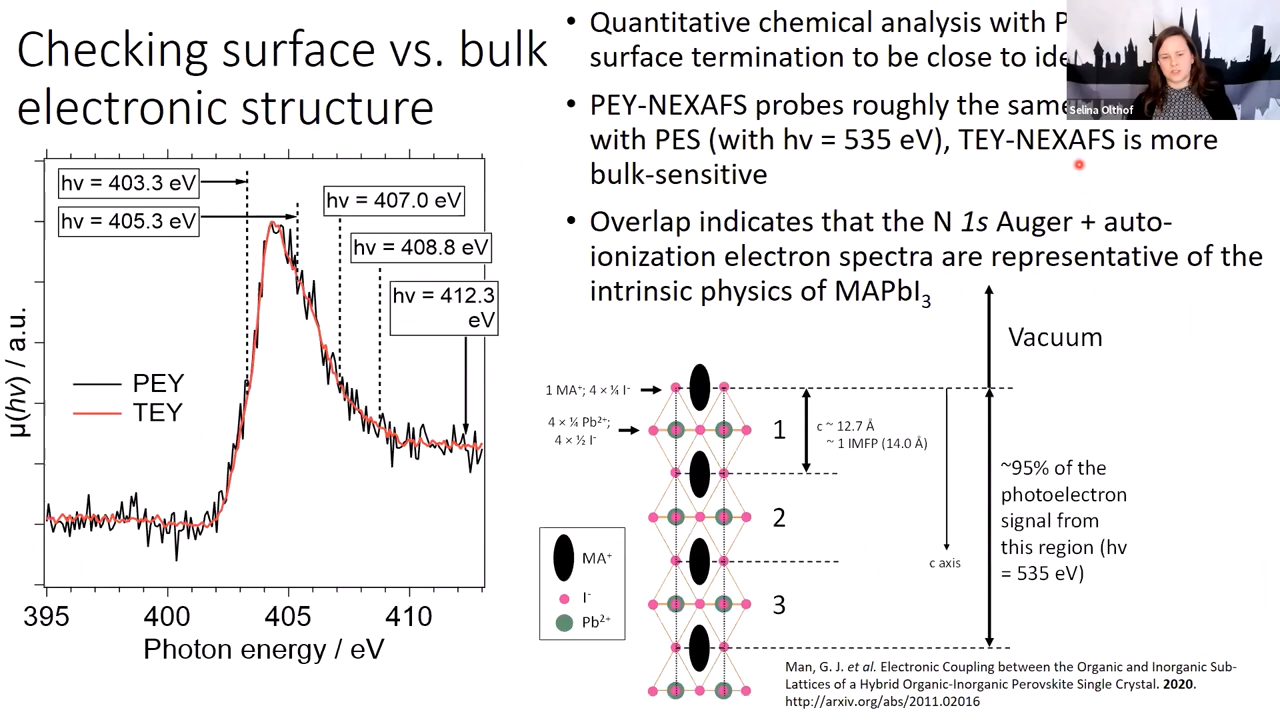 Checking surface vs. bulk
electronic structure
• Quantitative chemical analysis with P
surface termination to be close to ide
• PEY-NEXAFS probes roughly the same
with PES (with hv = 535 eV), TEY-NEXAFS is more
bulk-sensitive
• Overlap indicates that the N 1s Auger + auto-
ionization electron spectra are representative of the
intrinsic physics of MAPbI3
Selina Olthof
hν = 403.3 eV
hν = 405.3 eV
hν = 407.0 eV
hν = 408.8 eV
hν = 412.3
eV
PEY
TEY
μ(hν) / a.u.
395
400
405
410
Photon energy / eV
Vacuum
1 MA⁺; 4 × ¼ I⁻
4 × ¼ Pb²⁺;
4 × ½ I⁻
1
c ~ 12.7 Å
~ 1 IMFP (14.0 Å)
2
3
c axis
~95% of the
photoelectron
signal from
this region (hv
= 535 eV)
MA⁺
I⁻
Pb²⁺
Man, G. J. et al. Electronic Coupling between the Organic and Inorganic Sub-
Lattices of a Hybrid Organic-Inorganic Perovskite Single Crystal. 2020.
http://arxiv.org/abs/2011.02016